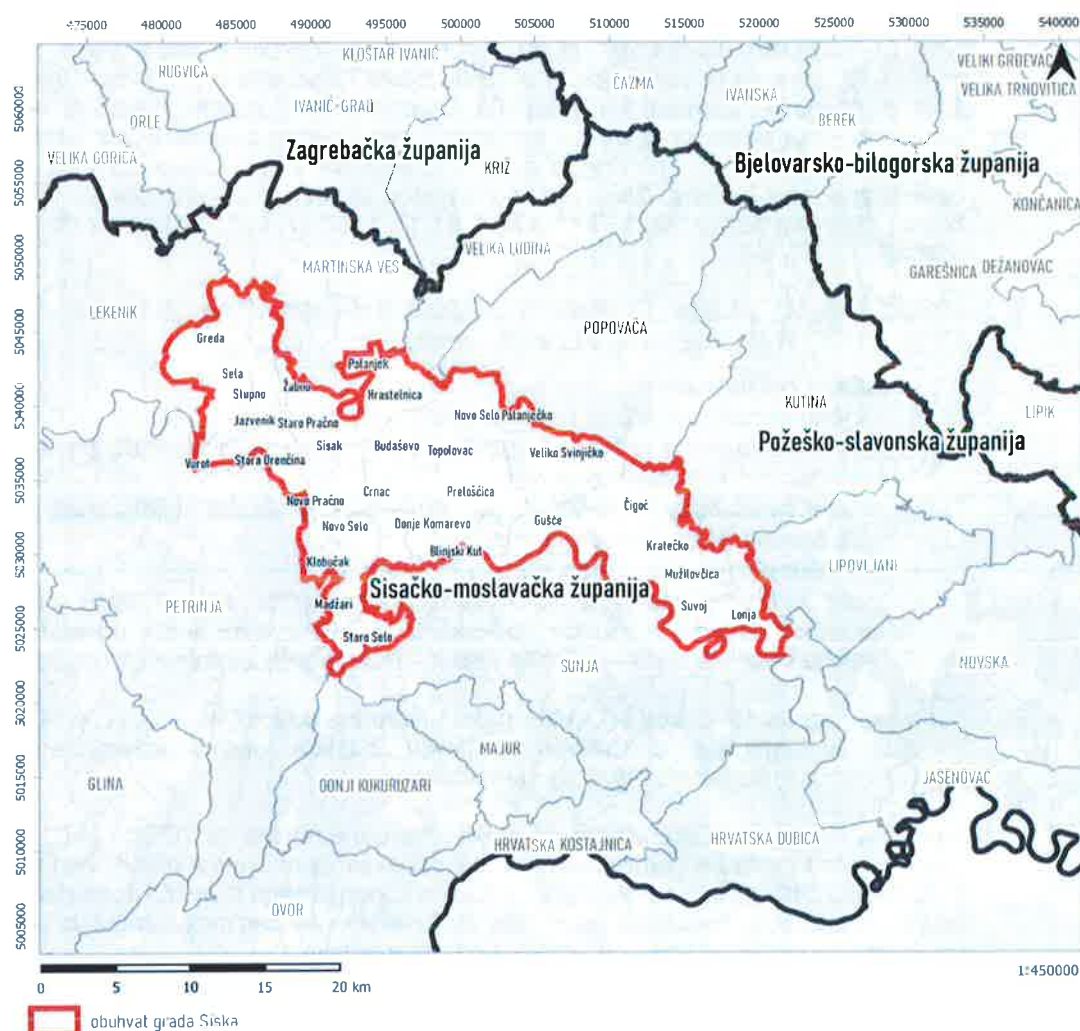 475000 480000 485000 490000 495000 500000 505000 510000 515000 520000 525000 530000 535000 540000
KLOŠTAR IVANIĆ
RUGVICA
ČAZMA
VELIKI GRĐEVAC
IVANIĆ-GRAD
IVANSKA
VELIKA TRNOVITICA
ORLE
BEREK
5060000
VELIKA GORICA
Zagrebačka županija
KRIŽ
Bjelovarsko-bilogorska županija
5055000
KONČANICA
VELIKA LUDINA
GAREŠNICA
DEŽANOVAC
5050000
MARTINSKA VES
LEKENIK
POPOVAČA
5045000
Greda
Palanjek
Sela
Žabno
Hrastelnica
Slupno
KUTINA
LIPIK
5040000
Jazvenik
Staro Pračno
Novo Selo Palanječko
Sisak
Budaševo
Topolovac
Veliko Svinjičko
Požeško-slavonska županija
Vurot
Stara Drenčina
5035000
Crnac
Prelošćica
Novo Pračno
Čigoć
Novo Selo
Donje Komarevo
Gušće
Blinjski Kut
Kratečko
5030000
Klobučak
LIPOVLJANI
Mužilovčica
Sisačko-moslavačka županija
PETRINJA
Madžari
Suvoj
Lonja
5025000
Staro Selo
SUNJA
NOVSKA
5020000
MAJUR
GLINA
DONJI KUKURUZARI
JASENOVAC
5015000
HRVATSKA KOSTAJNICA
HRVATSKA DUBICA
5010000
DVOR
5005000
0 5 10 15 20 km
1:450000
obuhvat grada Siska